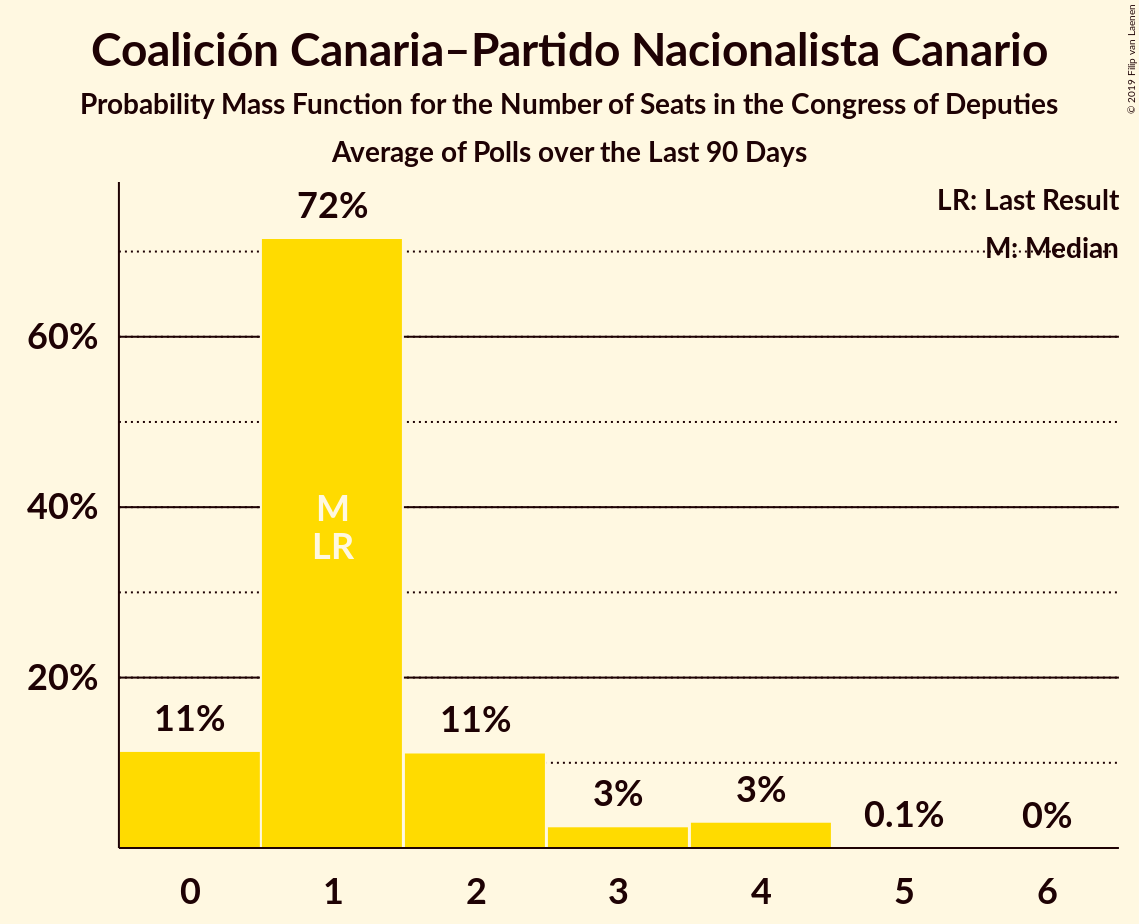 Coalición Canaria–Partido Nacionalista Canario
Probability Mass Function for the Number of Seats in the Congress of Deputies
Average of Polls over the Last 90 Days
© 2019 Filip van Laenen
LR: Last Result
M: Median
72%
60%
40%
20%
M
LR
11%
11%
3%
3%
0.1%
0%
0 1 2 3 4 5 6